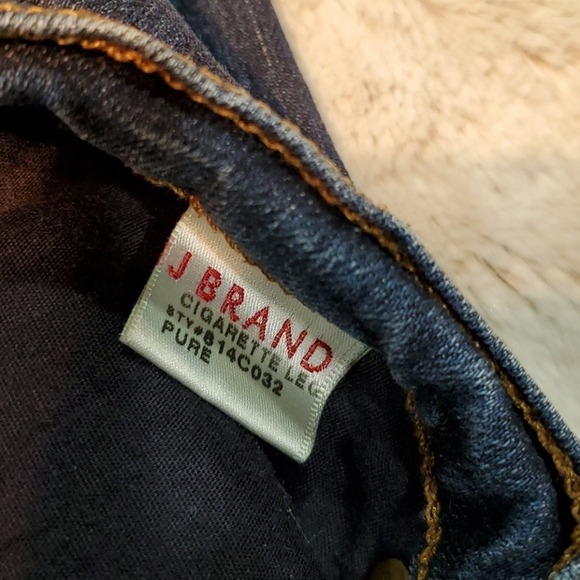 J BRAND
CIGARETTE LEG
STY#814C032
PURE